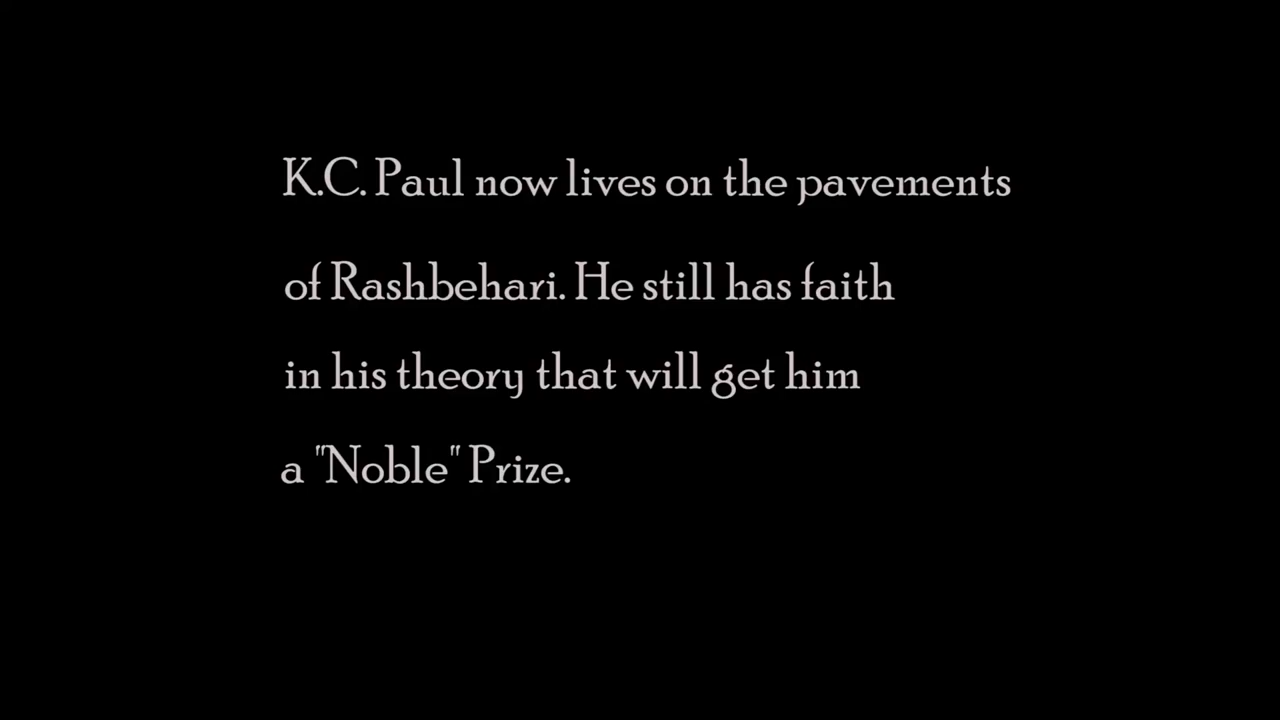 K.C. Paul now lives on the pavements
of Rashbehari. He still has faith
in his theory that will get him
a "Noble" Prize.